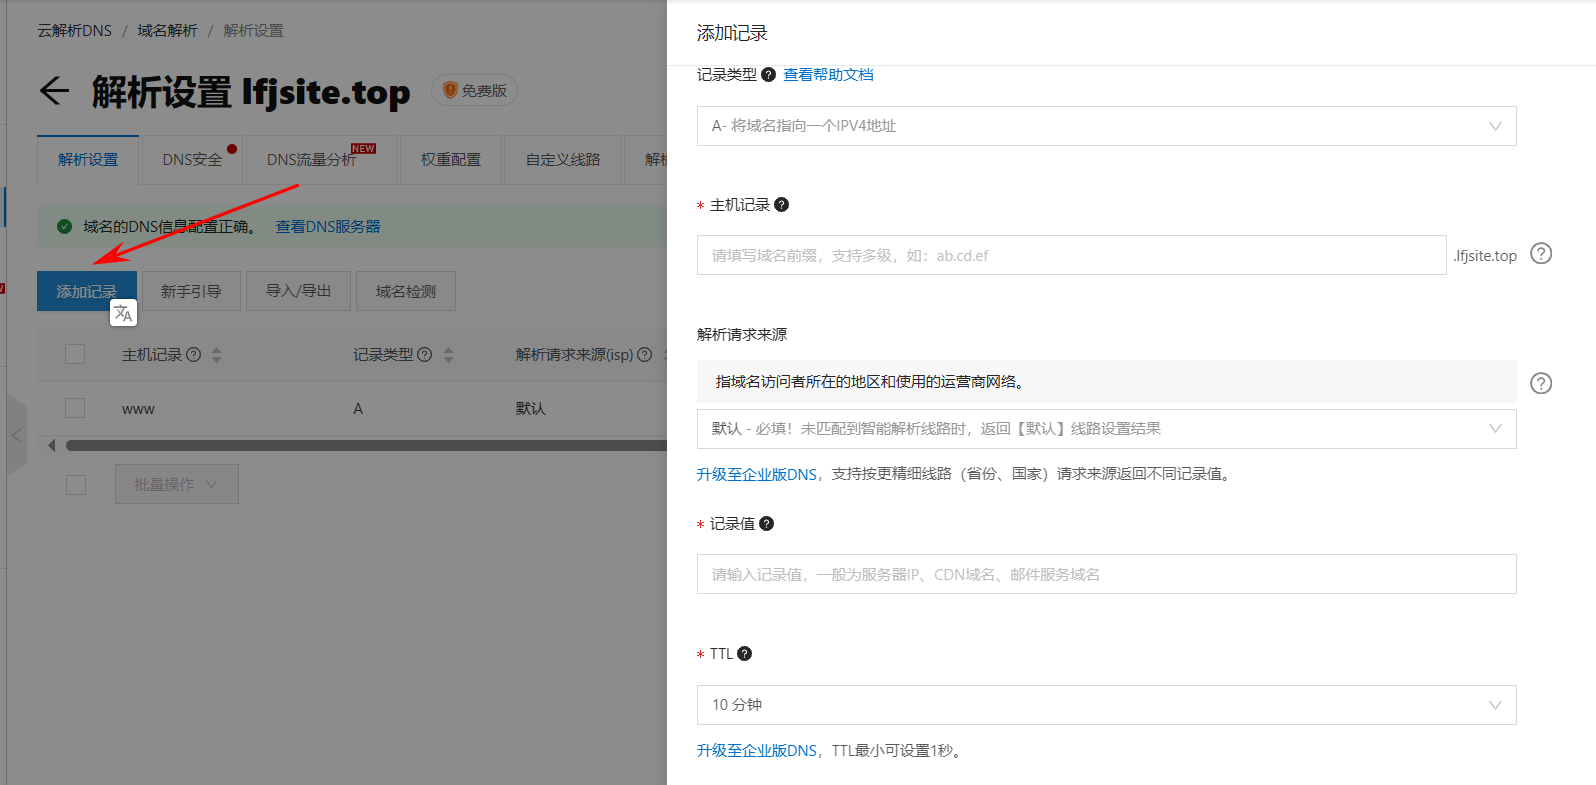 云解析DNS / 域名解析 / 解析设置
解析设置 lfjsite.top
免费版
解析设置
DNS安全
DNS流量分析
NEW
权重配置
自定义线路
解析
域名的DNS信息配置正确。 查看DNS服务器
添加记录
新手引导
导入/导出
域名检测
主机记录
记录类型
解析请求来源(isp)
www
A
默认
批量操作
添加记录
记录类型 查看帮助文档
A- 将域名指向一个IPV4地址
* 主机记录
请填写域名前缀，支持多级，如：ab.cd.ef
.lfjsite.top
解析请求来源
指域名访问者所在的地区和使用的运营商网络。
默认 - 必填！未匹配到智能解析线路时，返回【默认】线路设置结果
升级至企业版DNS，支持按更精细线路（省份、国家）请求来源返回不同记录值。
* 记录值
请输入记录值，一般为服务器IP、CDN域名、邮件服务域名
* TTL
10 分钟
升级至企业版DNS，TTL最小可设置1秒。